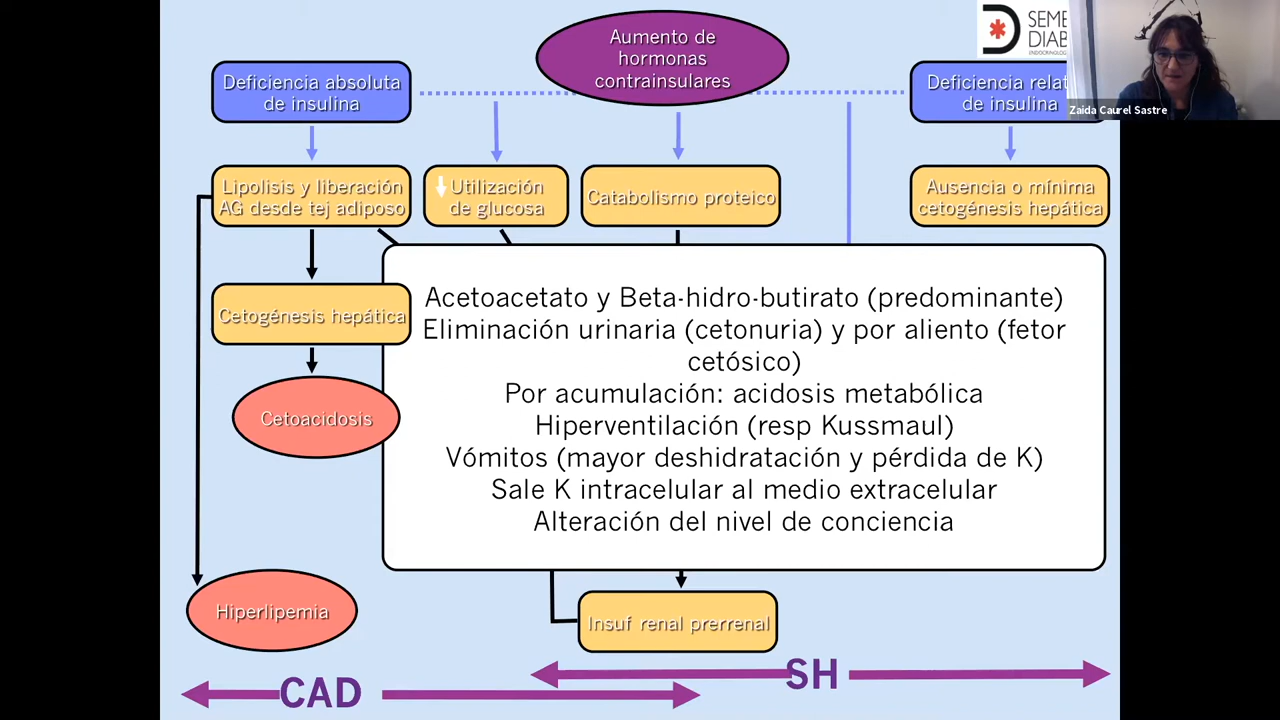 Aumento de
hormonas
contrainsulares
SEME
DIAB
Deficiencia absoluta
de insulina
Deficiencia relat
de insulina
Zaida Caurel Sastre
Lipolisis y liberación
AG desde tej adiposo
Utilización
de glucosa
Catabolismo proteico
Ausencia o mínima
cetogénesis hepática
Cetogénesis hepática
Acetoacetato y Beta-hidro-butirato (predominante)
Eliminación urinaria (cetonuria) y por aliento (fetor
cetósico)
Por acumulación: acidosis metabólica
Hiperventilación (resp Kussmaul)
Vómitos (mayor deshidratación y pérdida de K)
Sale K intracelular al medio extracelular
Alteración del nivel de conciencia
Cetoacidosis
Hiperlipemia
Insuf renal prerrenal
SH
CAD